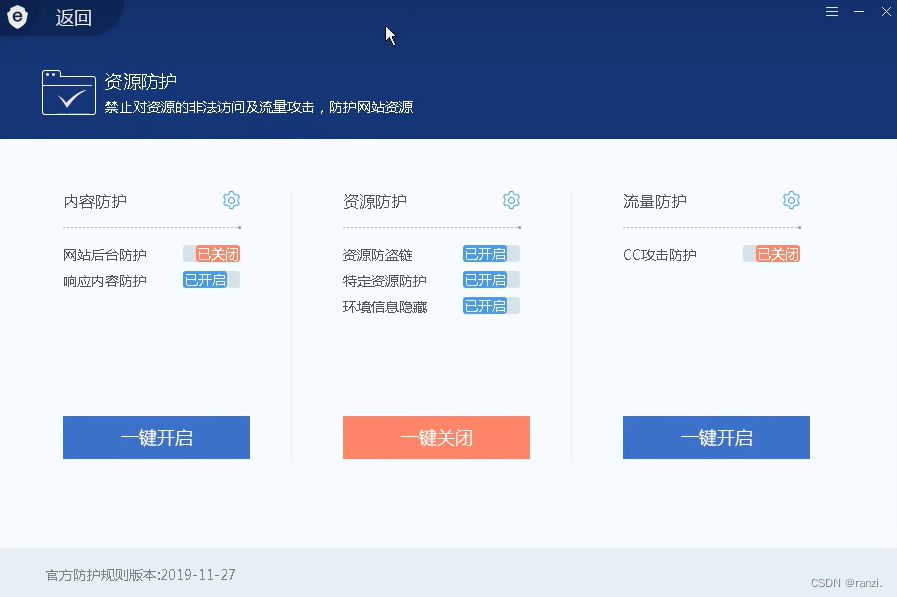 返回
资源防护
禁止对资源的非法访问及流量攻击，防护网站资源
内容防护
网站后台防护 已关闭
响应内容防护 已开启
一键开启
资源防护
资源防盗链 已开启
特定资源防护 已开启
环境信息隐藏 已开启
一键关闭
流量防护
CC攻击防护 已关闭
一键开启
官方防护规则版本:2019-11-27
CSDN @ranzi.